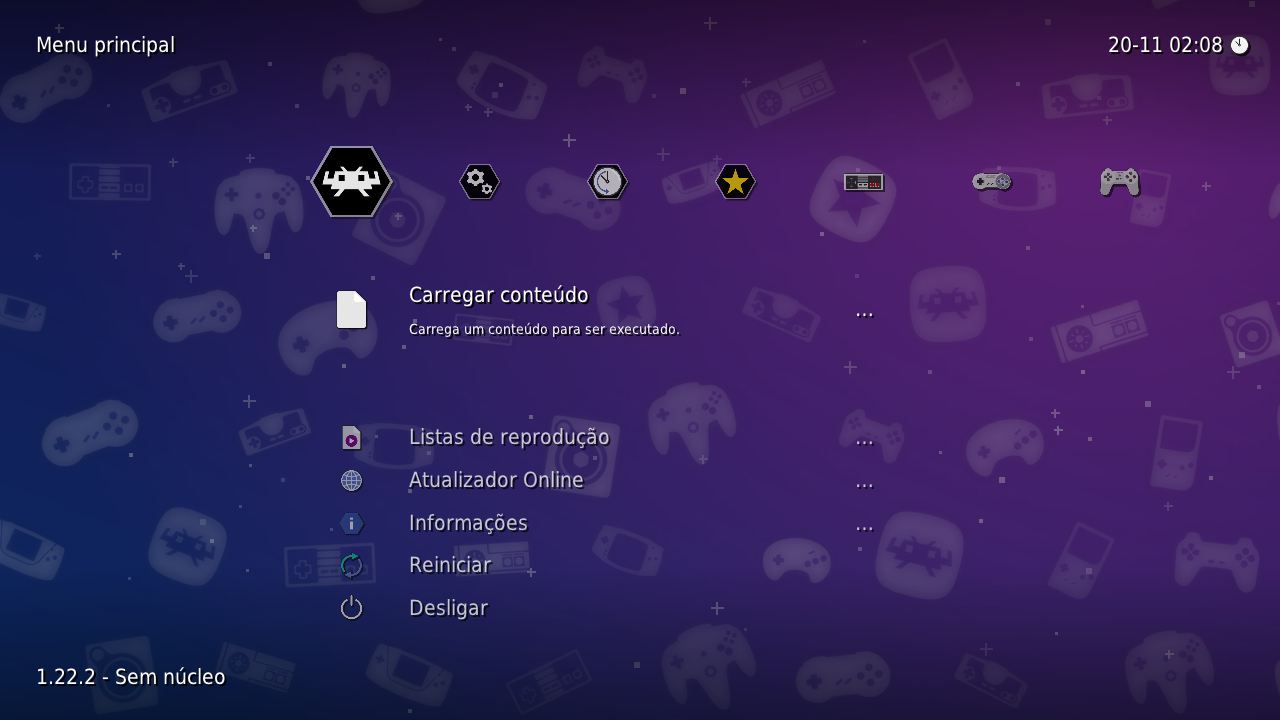 Menu principal
20-11 02:08
Carregar conteúdo
...
Carrega um conteúdo para ser executado.
Listas de reprodução
...
Atualizador Online
...
Informações
...
Reiniciar
Desligar
1.22.2 - Sem núcleo